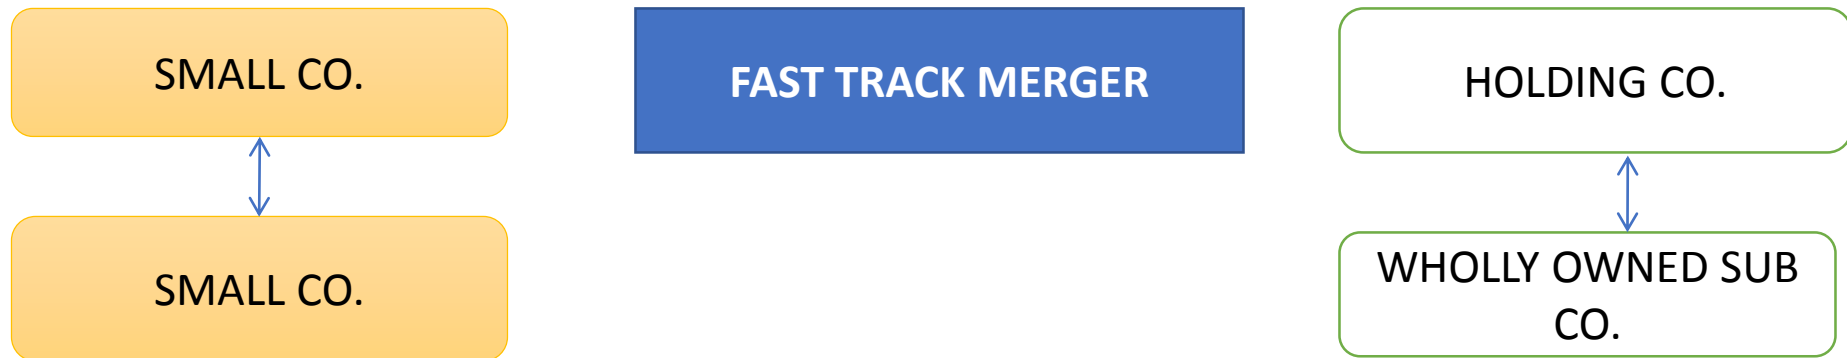 SMALL CO.
SMALL CO.
FAST TRACK MERGER
HOLDING CO.
WHOLLY OWNED SUB
CO.